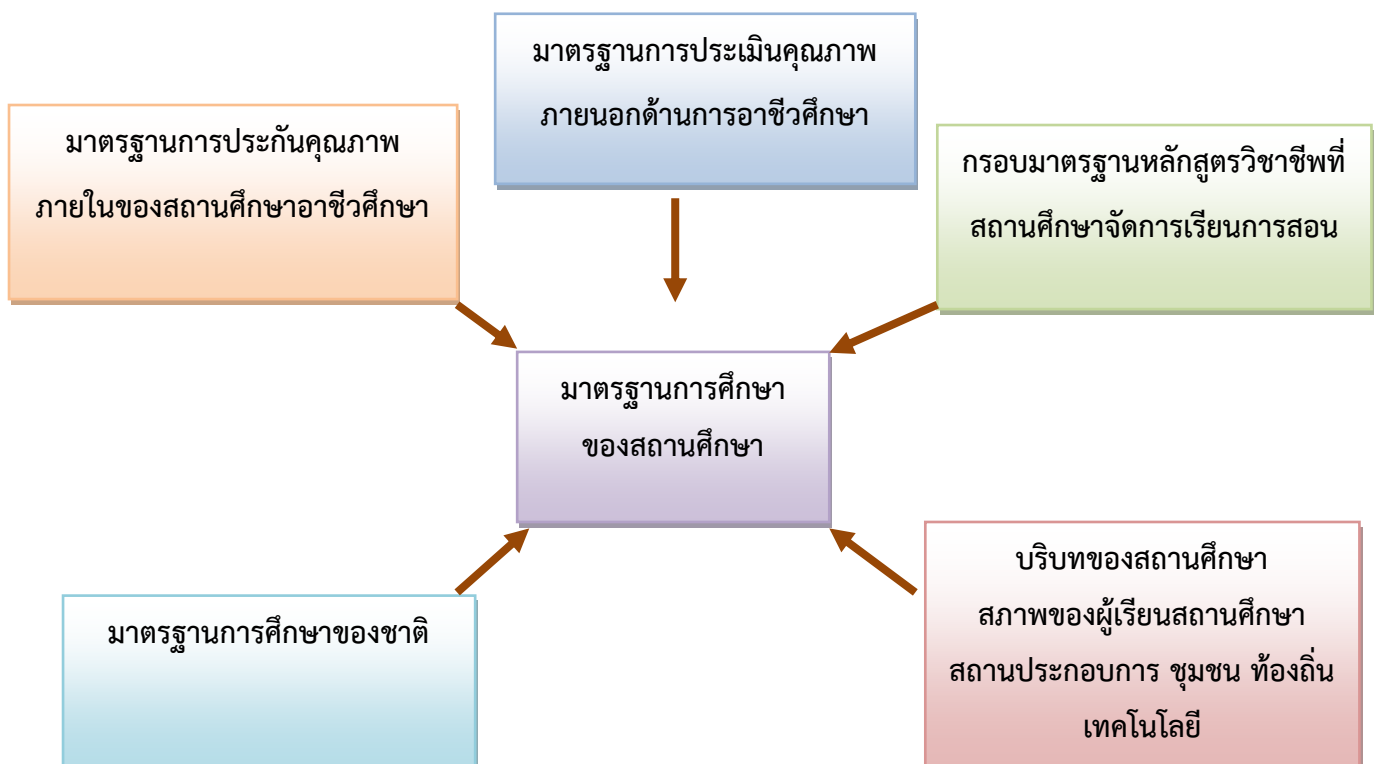 มาตรฐานการประเมินคุณภาพ
ภายนอกด้านการอาชีวศึกษา
มาตรฐานการประกันคุณภาพ
ภายในของสถานศึกษาอาชีวศึกษา
กรอบมาตรฐานหลักสูตรวิชาชีพที่
สถานศึกษาจัดการเรียนการสอน
มาตรฐานการศึกษา
ของสถานศึกษา
มาตรฐานการศึกษาของชาติ
บริบทของสถานศึกษา
สภาพของผู้เรียนสถานศึกษา
สถานประกอบการ ชุมชน ท้องถิ่น
เทคโนโลยี